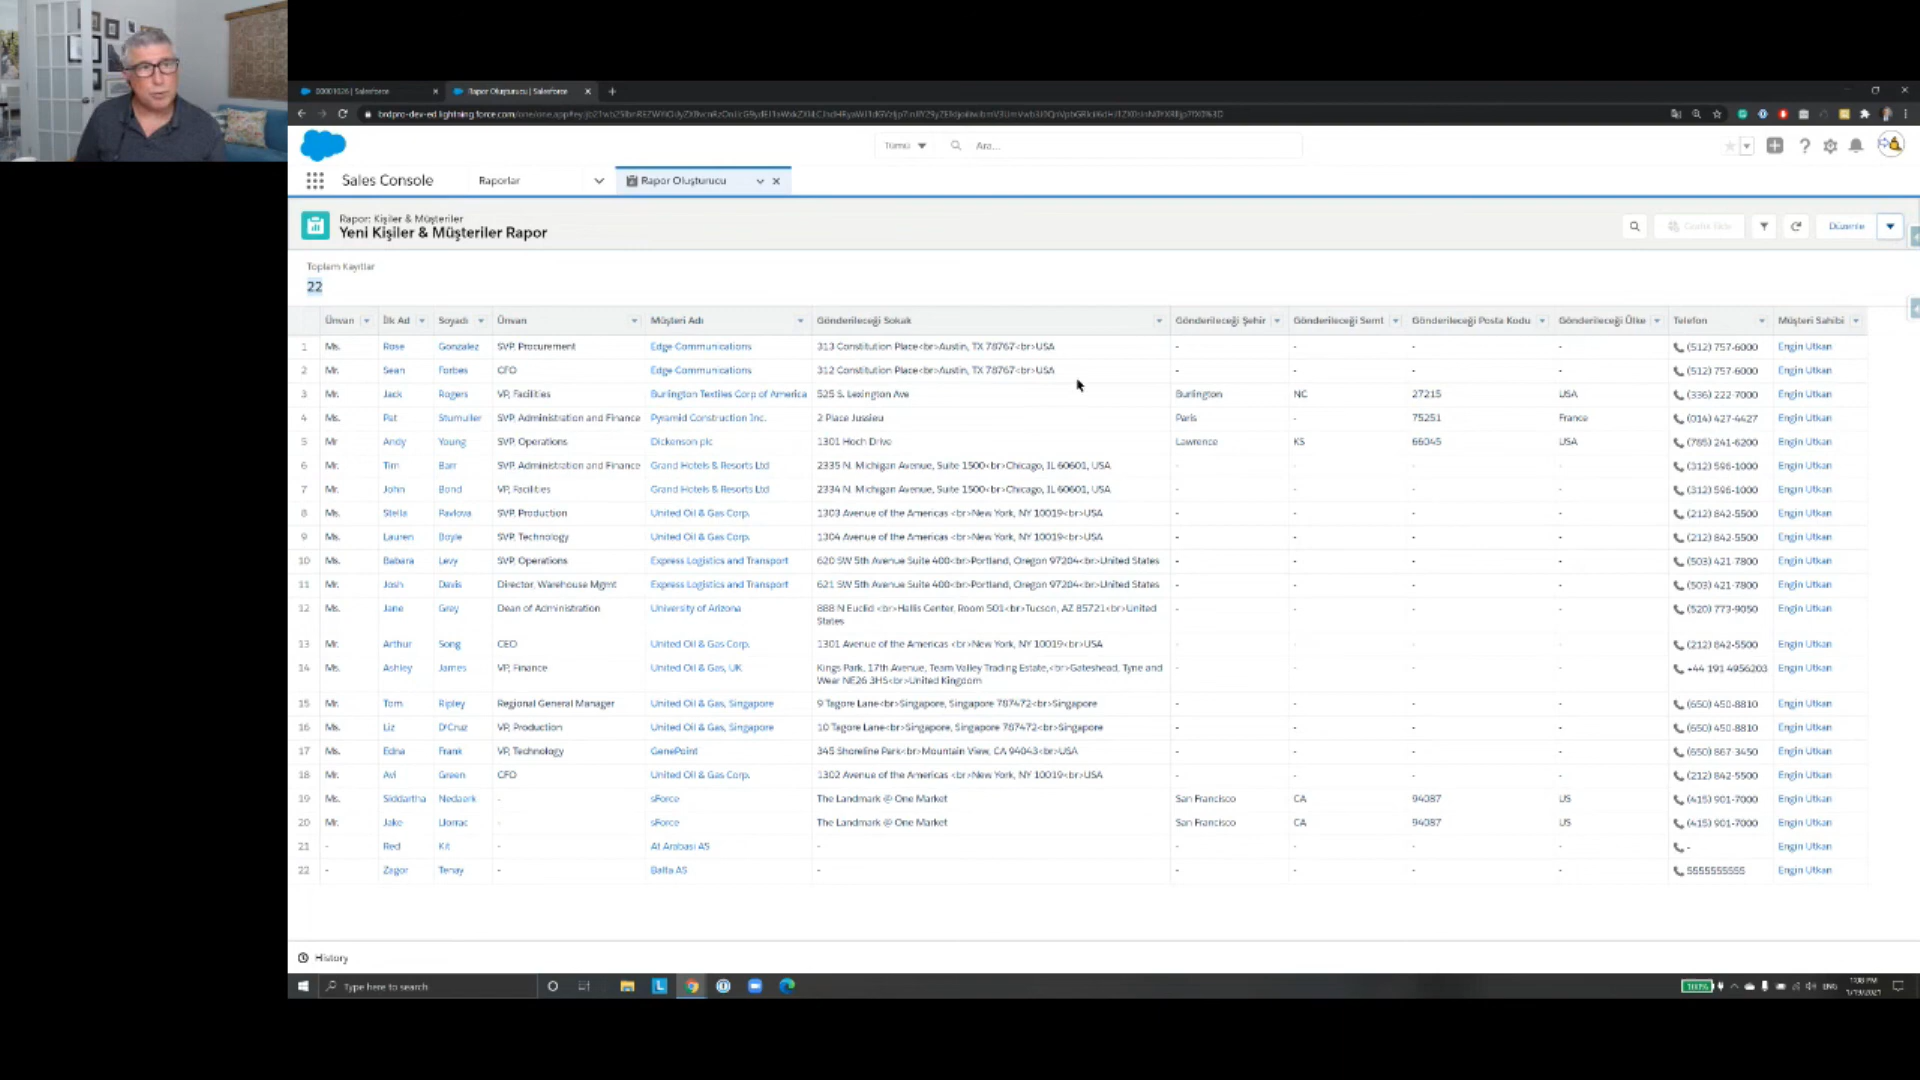 00001026 | Salesforce
Rapor Oluşturucu | Salesforce
Tümü
Ara...
Sales Console
Raporlar
Rapor Oluşturucu
Rapor: Kişiler & Müşteriler
Yeni Kişiler & Müşteriler Rapor
Düzenle
Toplam Kayıtlar
22
Ünvan İlk Ad Soyadı Ünvan Müşteri Adı Gönderileceği Sokak Gönderileceği Şehir Gönderileceği Semt Gönderileceği Posta Kodu Gönderileceği Ülke Telefon Müşteri Sahibi
1 Ms. Rose Gonzalez SVP, Procurement Edge Communications 313 Constitution Place<br>Austin, TX 78767<br>USA - - - - (512) 757-6000 Engin Utkan
2 Mr. Sean Forbes CFO Edge Communications 312 Constitution Place<br>Austin, TX 78767<br>USA - - - - (512) 757-6000 Engin Utkan
3 Mr. Jack Rogers VP, Facilities Burlington Textiles Corp of America 525 S. Lexington Ave Burlington NC 27215 USA (336) 222-7000 Engin Utkan
4 Ms. Pat Stumuller SVP, Administration and Finance Pyramid Construction Inc. 2 Place Jussieu Paris - 75251 France (014) 427-4427 Engin Utkan
5 Mr Andy Young SVP, Operations Dickenson plc 1301 Hoch Drive Lawrence KS 66045 USA (785) 241-6200 Engin Utkan
6 Mr. Tim Barr SVP, Administration and Finance Grand Hotels & Resorts Ltd 2335 N. Michigan Avenue, Suite 1500<br>Chicago, IL 60601, USA - - - - (312) 596-1000 Engin Utkan
7 Mr. John Bond VP, Facilities Grand Hotels & Resorts Ltd 2334 N. Michigan Avenue, Suite 1500<br>Chicago, IL 60601, USA - - - - (312) 596-1000 Engin Utkan
8 Ms. Stella Pavlova SVP, Production United Oil & Gas Corp. 1303 Avenue of the Americas <br>New York, NY 10019<br>USA - - - - (212) 842-5500 Engin Utkan
9 Ms. Lauren Boyle SVP, Technology United Oil & Gas Corp. 1304 Avenue of the Americas <br>New York, NY 10019<br>USA - - - - (212) 842-5500 Engin Utkan
10 Ms. Babara Levy SVP, Operations Express Logistics and Transport 620 SW 5th Avenue Suite 400<br>Portland, Oregon 97204<br>United States - - - - (503) 421-7800 Engin Utkan
11 Mr. Josh Davis Director, Warehouse Mgmt Express Logistics and Transport 621 SW 5th Avenue Suite 400<br>Portland, Oregon 97204<br>United States - - - - (503) 421-7800 Engin Utkan
12 Ms. Jane Grey Dean of Administration University of Arizona 888 N Euclid <br>Hallis Center, Room 501<br>Tucson, AZ 85721<br>United - - - - (520) 773-9050 Engin Utkan
States
13 Mr. Arthur Song CEO United Oil & Gas Corp. 1301 Avenue of the Americas <br>New York, NY 10019<br>USA - - - - (212) 842-5500 Engin Utkan
14 Ms. Ashley James VP, Finance United Oil & Gas, UK Kings Park, 17th Avenue, Team Valley Trading Estate,<br>Gateshead, Tyne and - - - - +44 191 4956203 Engin Utkan
Wear NE26 3HS<br>United Kingdom
15 Mr. Tom Ripley Regional General Manager United Oil & Gas, Singapore 9 Tagore Lane<br>Singapore, Singapore 787472<br>Singapore - - - - (650) 450-8810 Engin Utkan
16 Ms. Liz D'Cruz VP, Production United Oil & Gas, Singapore 10 Tagore Lane<br>Singapore, Singapore 787472<br>Singapore - - - - (650) 450-8810 Engin Utkan
17 Ms. Edna Frank VP, Technology GenePoint 345 Shoreline Park<br>Mountain View, CA 94043<br>USA - - - - (650) 867-3450 Engin Utkan
18 Mr. Avi Green CFO United Oil & Gas Corp. 1302 Avenue of the Americas <br>New York, NY 10019<br>USA - - - - (212) 842-5500 Engin Utkan
19 Ms. Siddartha Nedaerk - sForce The Landmark @ One Market San Francisco CA 94087 US (415) 901-7000 Engin Utkan
20 Mr. Jake Llorrac - sForce The Landmark @ One Market San Francisco CA 94087 US (415) 901-7000 Engin Utkan
21 - Red Kit - At Arabasi AS - - - - - - Engin Utkan
22 - Zagor Tenay - Balta AS - - - - - 5555555555 Engin Utkan
History
Type here to search
100%
ENG
1:08 PM
1/19/2021